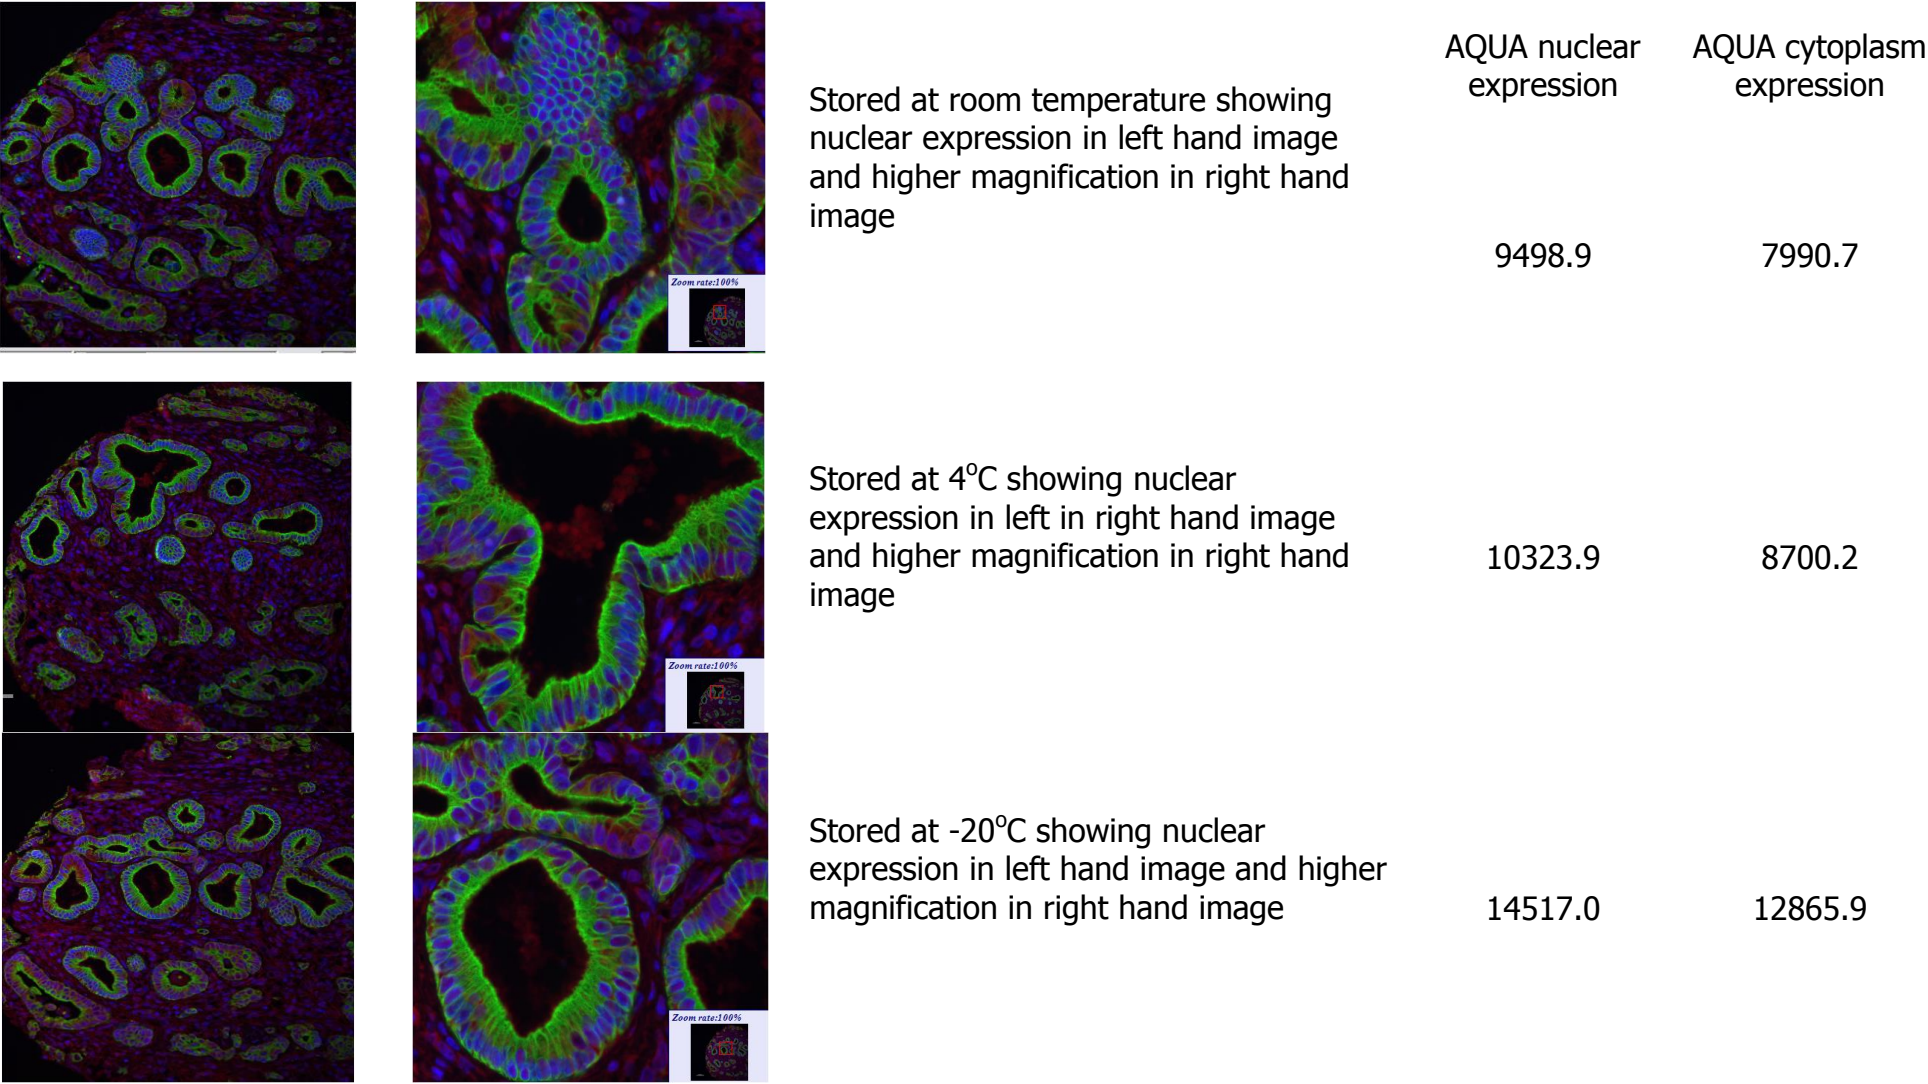 AQUA nuclear
expression
AQUA cytoplasm
expression
Stored at room temperature showing
nuclear expression in left hand image
and higher magnification in right hand
image
9498.9
7990.7
Zoom rate:100%
Stored at 4°C showing nuclear
expression in left in right hand image
and higher magnification in right hand
image
10323.9
8700.2
Zoom rate:100%
Stored at -20°C showing nuclear
expression in left hand image and higher
magnification in right hand image
14517.0
12865.9
Zoom rate:100%